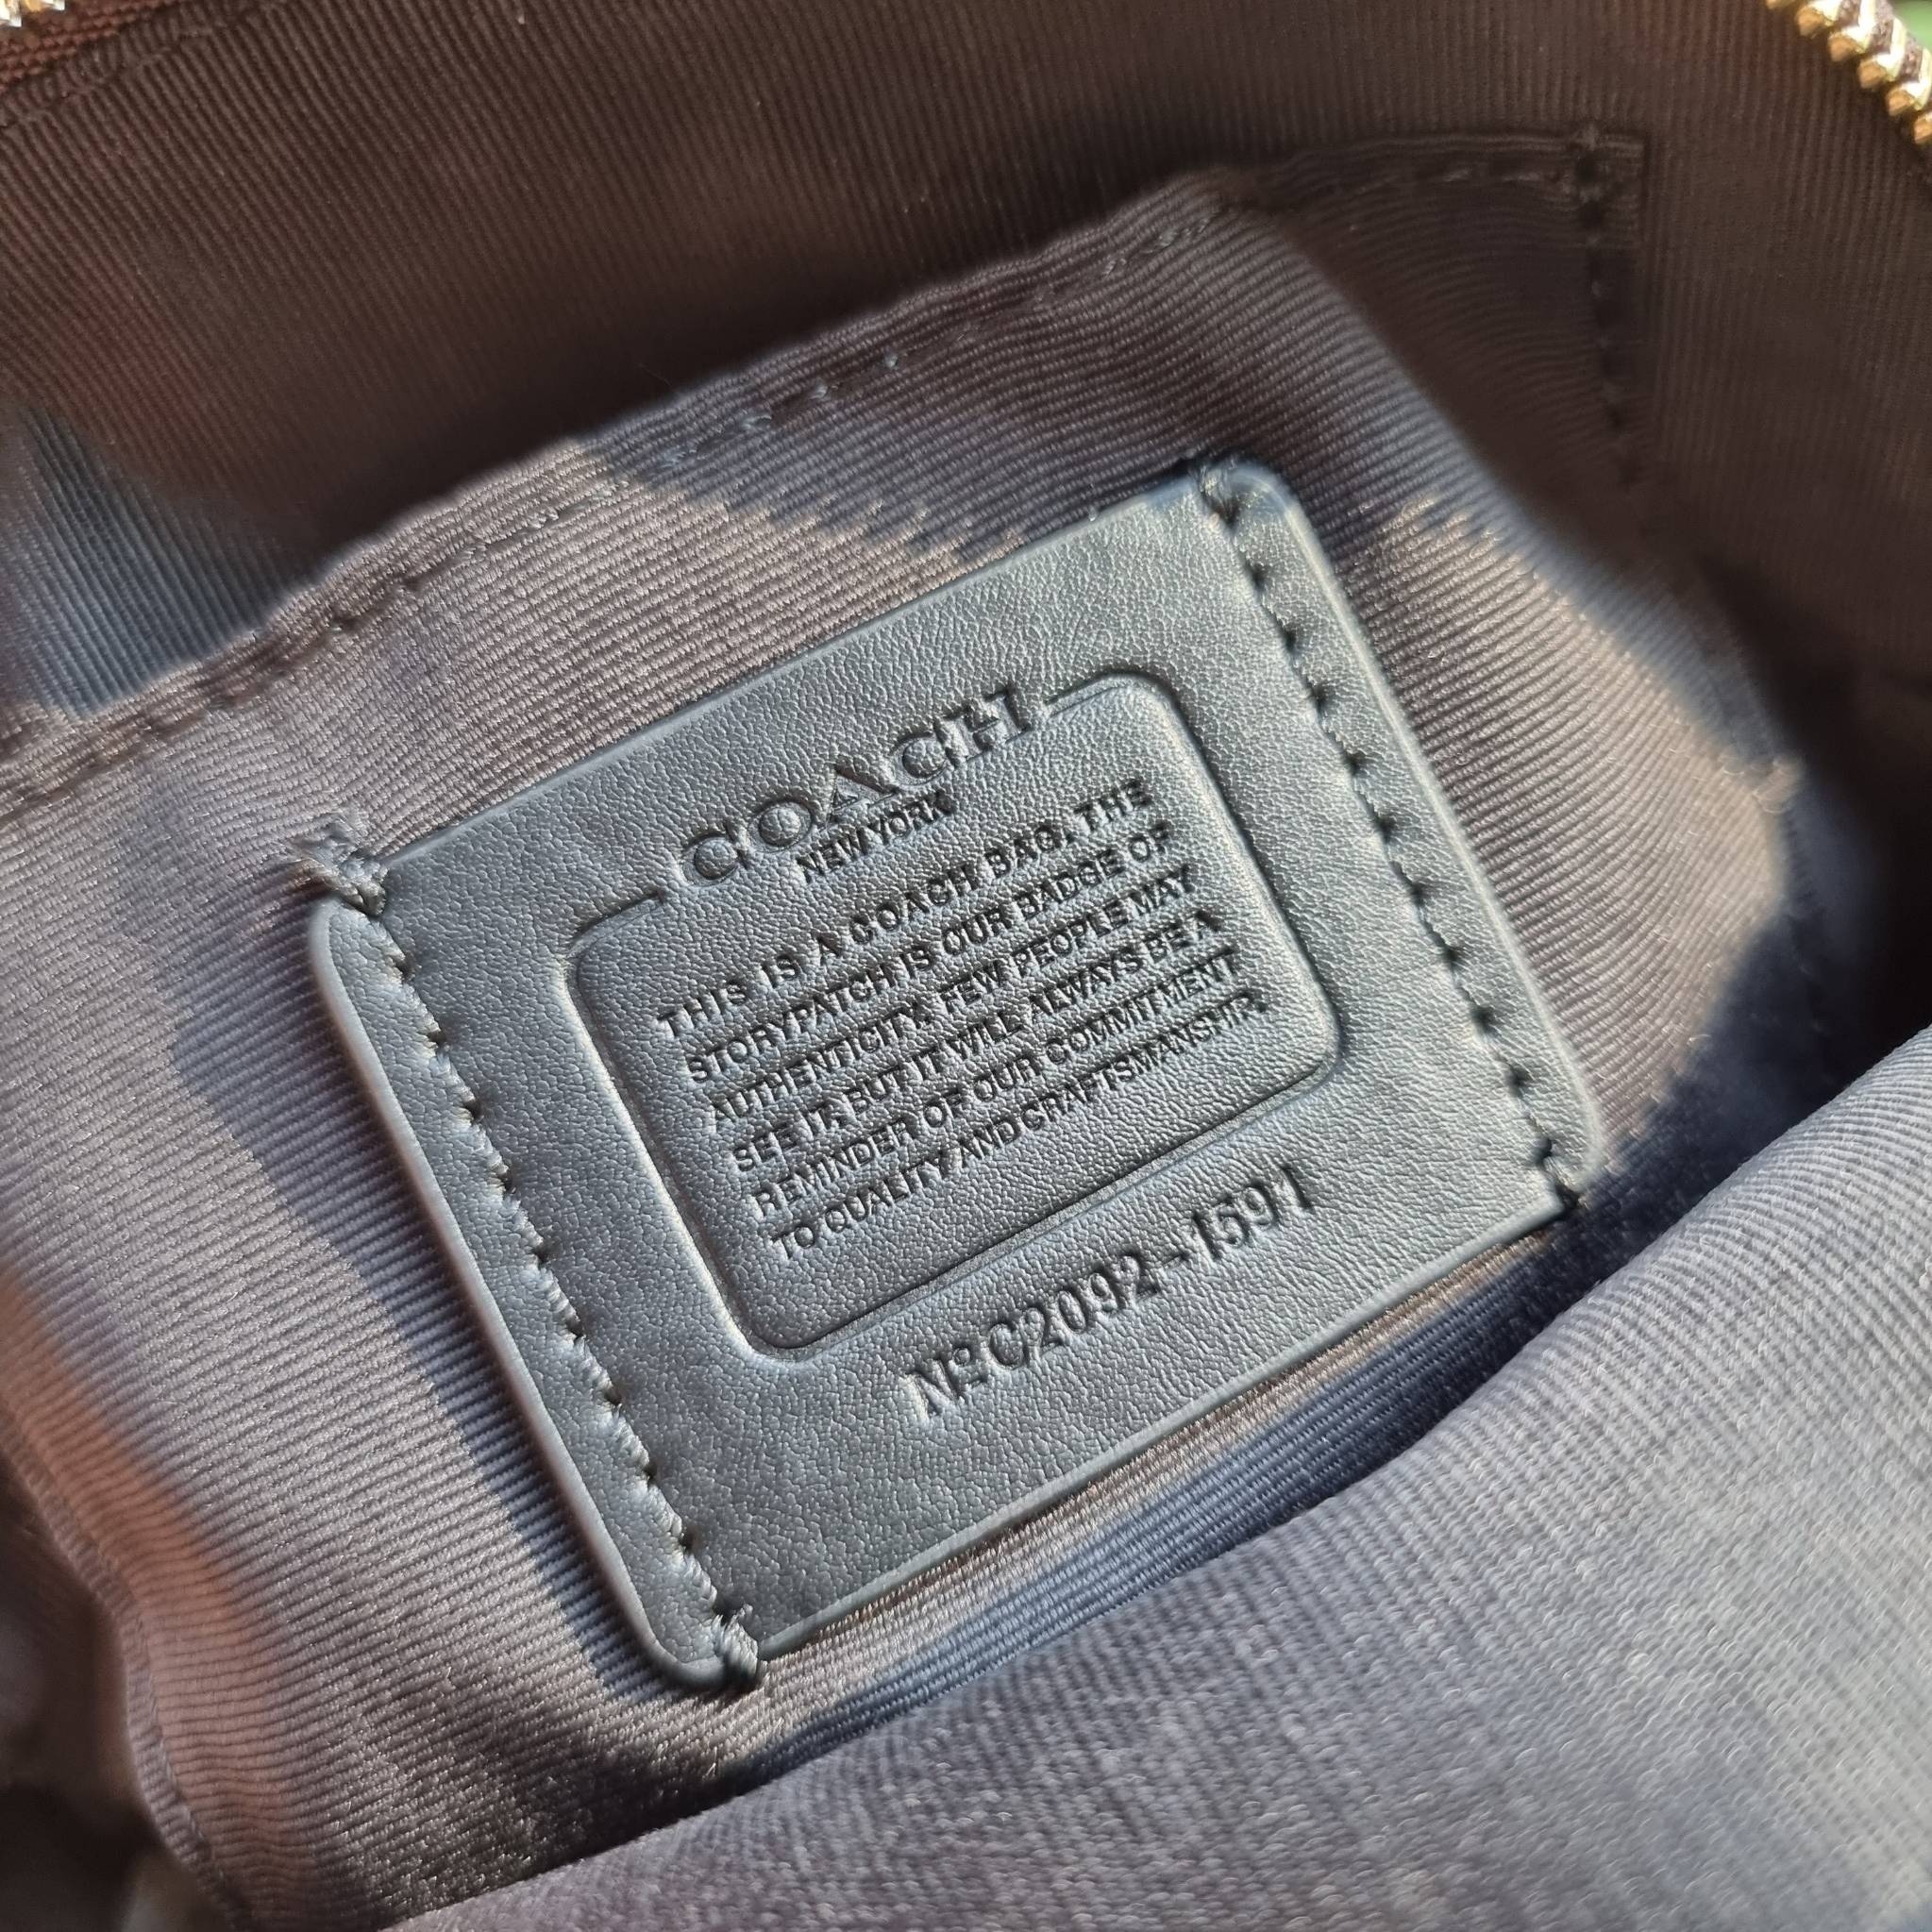 COACH
NEW YORK
THIS IS A COACH BAG. THE
STORYPATCH IS OUR BADGE OF
AUTHENTICITY. FEW PEOPLE MAY
SEE IT, BUT IT WILL ALWAYS BE A
REMINDER OF OUR COMMITMENT
TO QUALITY AND CRAFTSMANSHIP.
Nº C2092-1691